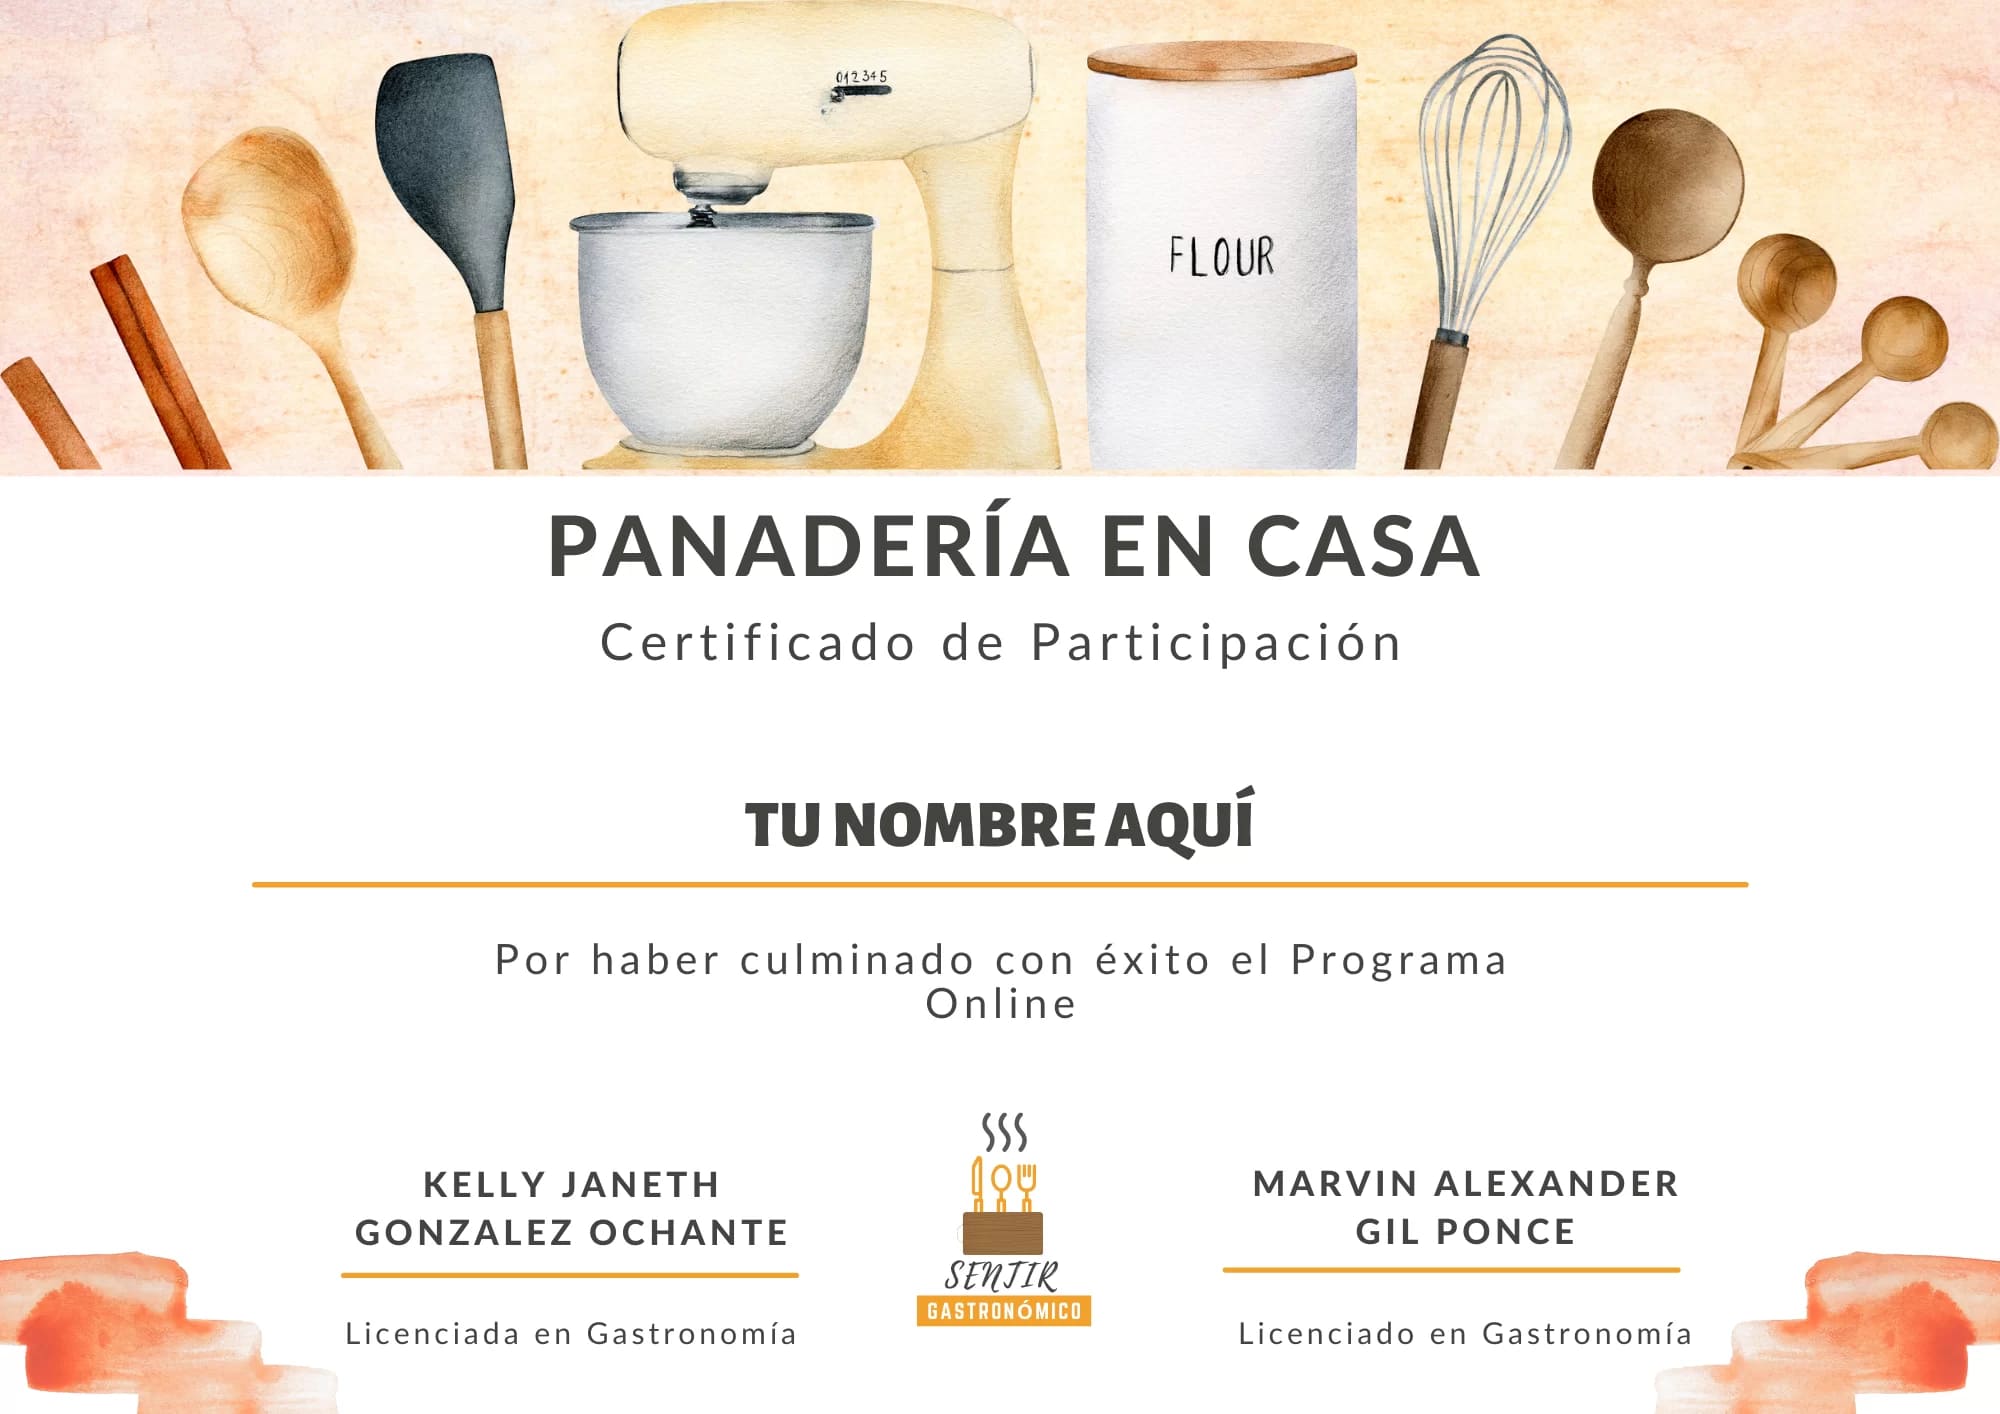 012345
FLOUR
PANADERÍA EN CASA
Certificado de Participación
TU NOMBRE AQUÍ
Por haber culminado con éxito el Programa
Online
KELLY JANETH
GONZALEZ OCHANTE
Licenciada en Gastronomía
SENTIR
GASTRONÓMICO
MARVIN ALEXANDER
GIL PONCE
Licenciado en Gastronomía